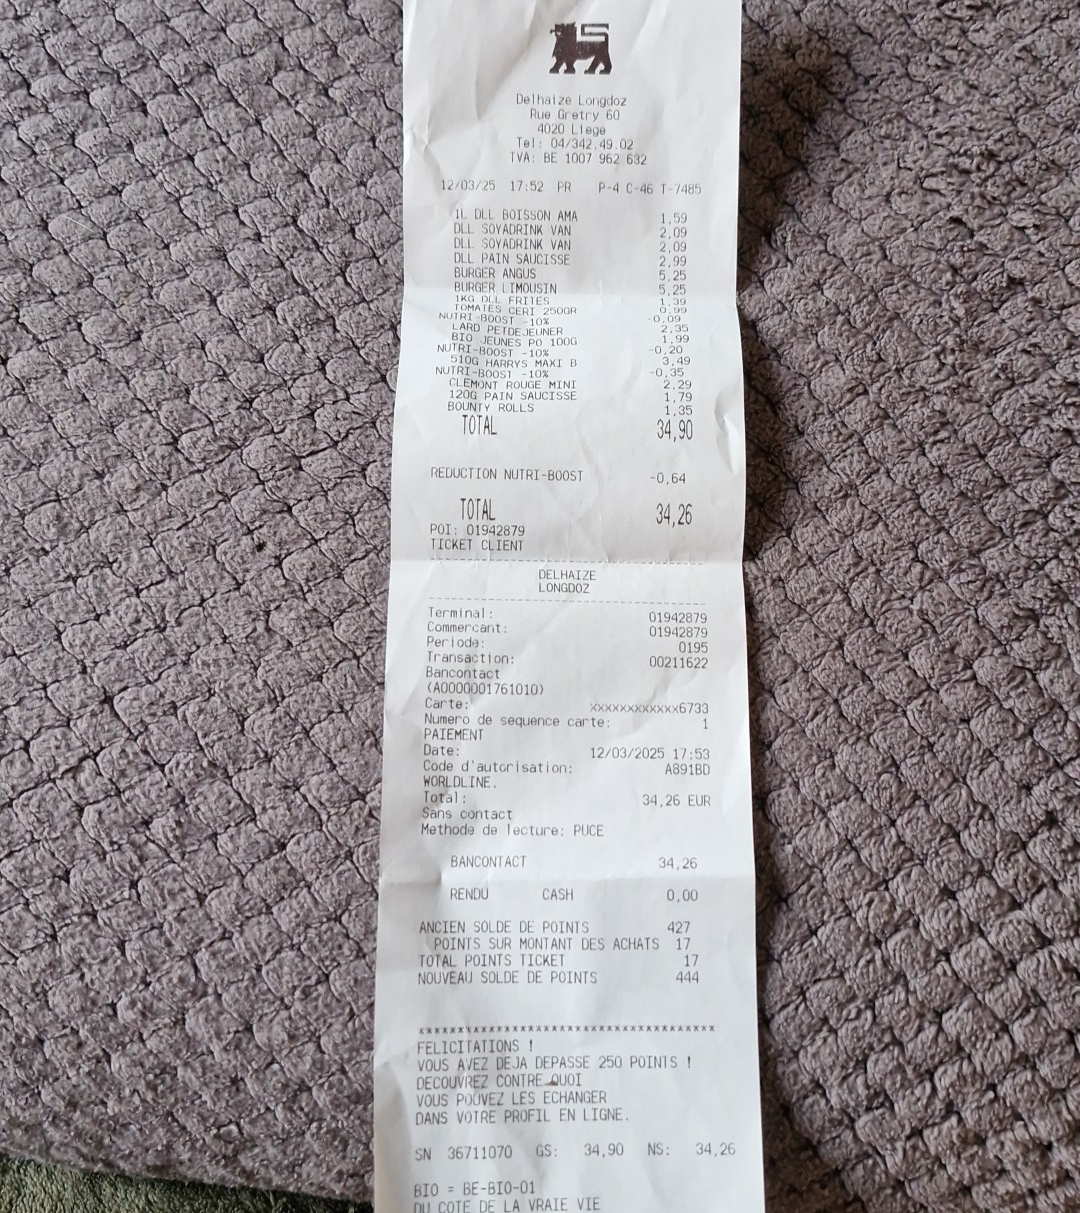 Delhaize Longdoz
Rue Gretry 60
4020 Liege
Tel: 04/342.49.02
TVA: BE 1007 962 632
12/03/25 17:52 PR P-4 C-46 T-7485
1L DLL BOISSON AMA 1,59
DLL SOYADRINK VAN 2,09
DLL SOYADRINK VAN 2,09
DLL PAIN SAUCISSE 2,99
BURGER ANGUS 5,25
BURGER LIMOUSIN 5,25
1KG DLL FRITES 1,39
TOMATES CERI 250GR 0,99
NUTRI-BOOST -10% -0,09
LARD PETDEJEUNER 2,35
BIO JEUNES PO 100G 1,99
NUTRI-BOOST -10% -0,20
510G HARRYS MAXI B 3,49
NUTRI-BOOST -10% -0,35
CLEMONT ROUGE MINI 2,29
120G PAIN SAUCISSE 1,79
BOUNTY ROLLS 1,35
TOTAL 34,90
REDUCTION NUTRI-BOOST -0,64
TOTAL 34,26
POI: 01942879
TICKET CLIENT
DELHAIZE
LONGDOZ
Terminal: 01942879
Commercant: 01942879
Periode: 0195
Transaction: 00211622
Bancontact
(A0000001761010)
Carte: xxxxxxxxxxxxx6733
Numero de sequence carte: 1
PAIEMENT
Date: 12/03/2025 17:53
Code d'autorisation: A891BD
WORLDLINE.
Total: 34,26 EUR
Sans contact
Methode de lecture: PUCE
BANCONTACT 34,26
RENDU CASH 0,00
ANCIEN SOLDE DE POINTS 427
POINTS SUR MONTANT DES ACHATS 17
TOTAL POINTS TICKET 17
NOUVEAU SOLDE DE POINTS 444
****************************************
FELICITATIONS !
VOUS AVEZ DEJA DEPASSE 250 POINTS !
DECOUVREZ CONTRE QUOI
VOUS POUVEZ LES ECHANGER
DANS VOTRE PROFIL EN LIGNE.
SN 36711070 GS: 34,90 NS: 34,26
BIO = BE-BIO-01
DU COTE DE LA VRAIE VIE